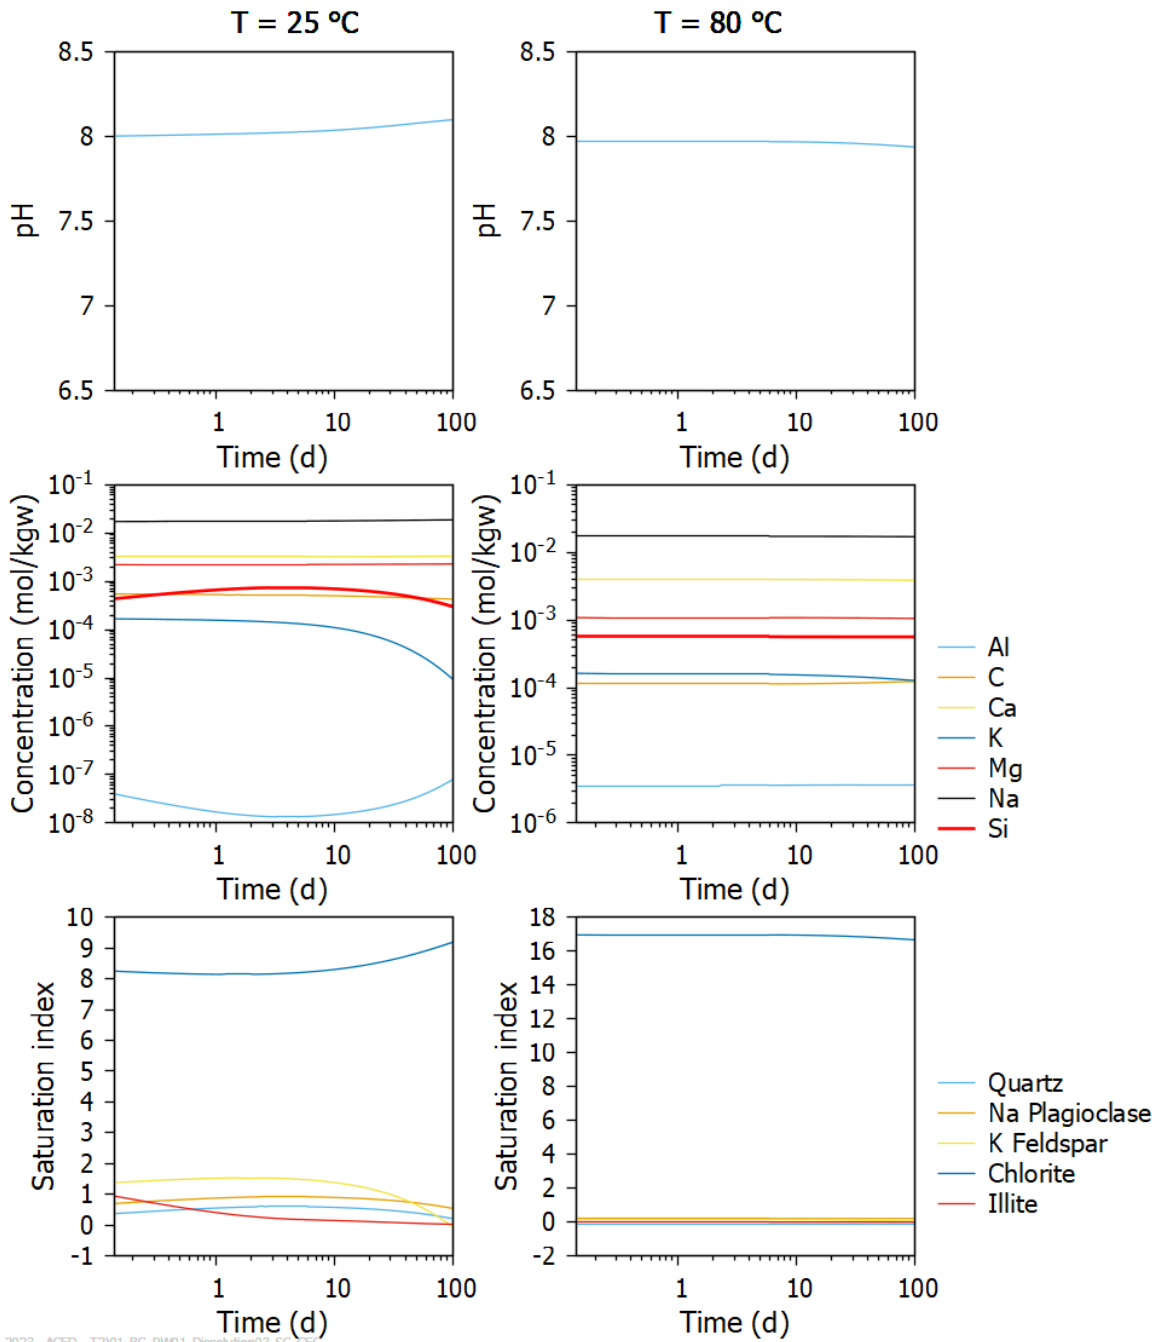 T = 25 °C
T = 80 °C
8.5
8
7.5
7
6.5
pH
1
10
100
Time (d)
8.5
8
7.5
7
6.5
pH
1
10
100
Time (d)
10-1
10-2
10-3
10-4
10-5
10-6
10-7
10-8
Concentration (mol/kgw)
1
10
100
Time (d)
10-1
10-2
10-3
10-4
10-5
10-6
Concentration (mol/kgw)
1
10
100
Time (d)
Al
C
Ca
K
Mg
Na
Si
10
9
8
7
6
5
4
3
2
1
0
-1
Saturation index
1
10
100
Time (d)
18
16
14
12
10
8
6
4
2
0
-2
Saturation index
1
10
100
Time (d)
Quartz
Na Plagioclase
K Feldspar
Chlorite
Illite